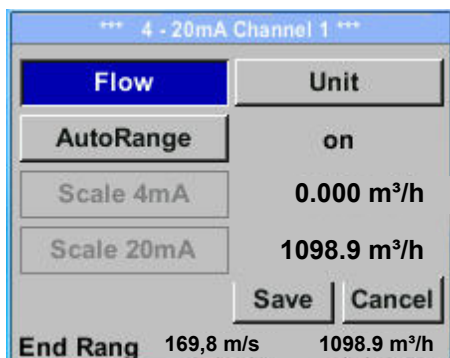 *** 4 - 20mA Channel 1 ***
Flow Unit
AutoRange on
Scale 4mA 0.000 m³/h
Scale 20mA 1098.9 m³/h
Save Cancel
End Rang 169,8 m/s 1098.9 m³/h